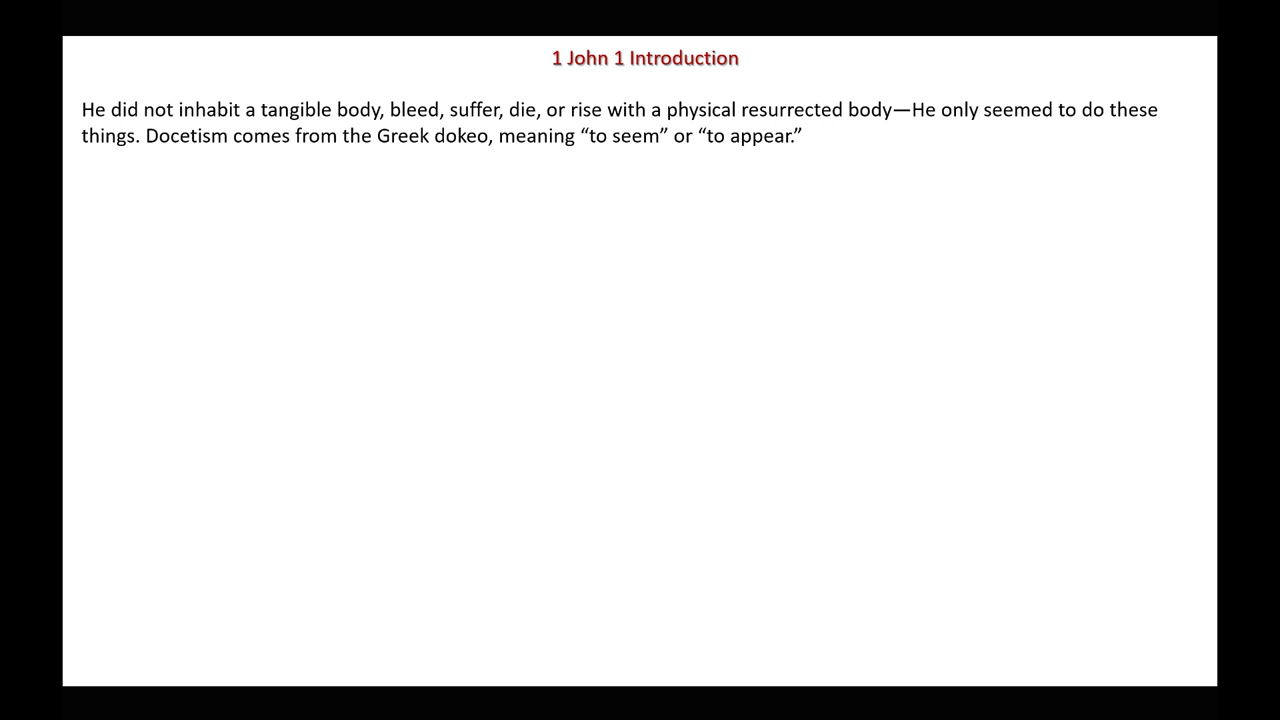 1 John 1 Introduction
He did not inhabit a tangible body, bleed, suffer, die, or rise with a physical resurrected body—He only seemed to do these
things. Docetism comes from the Greek dokeo, meaning “to seem” or “to appear.”